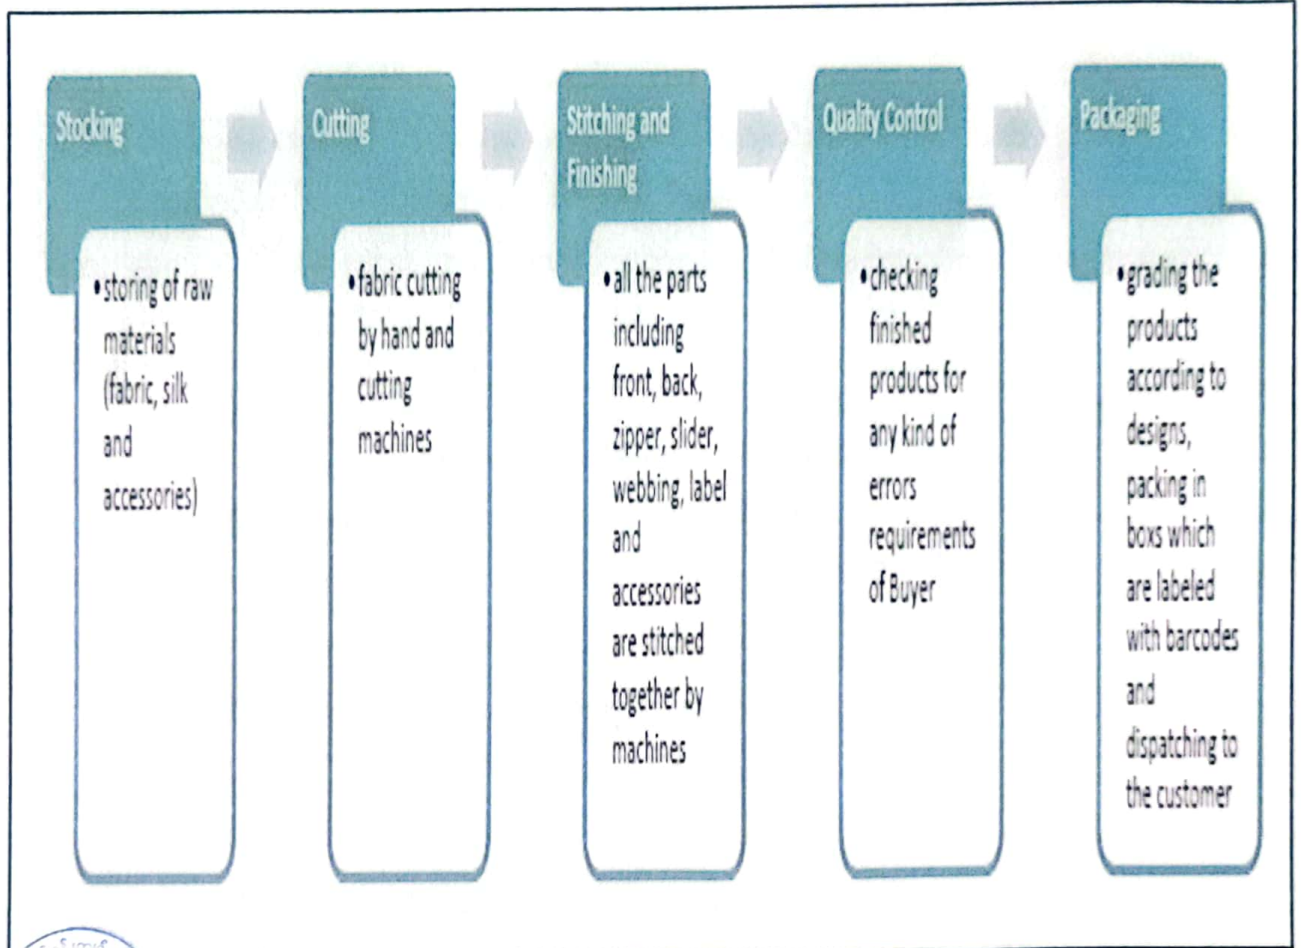 Stocking
•storing of raw
materials
(fabric, silk
and
accessories)
Cutting
•fabric cutting
by hand and
cutting
machines
Stitching and
Finishing
•all the parts
including
front, back,
zipper, slider,
webbing, label
and
accessories
are stitched
together by
machines
Quality Control
•checking
finished
products for
any kind of
errors
requirements
of Buyer
Packaging
•grading the
products
according to
designs,
packing in
boxs which
are labeled
with barcodes
and
dispatching to
the customer